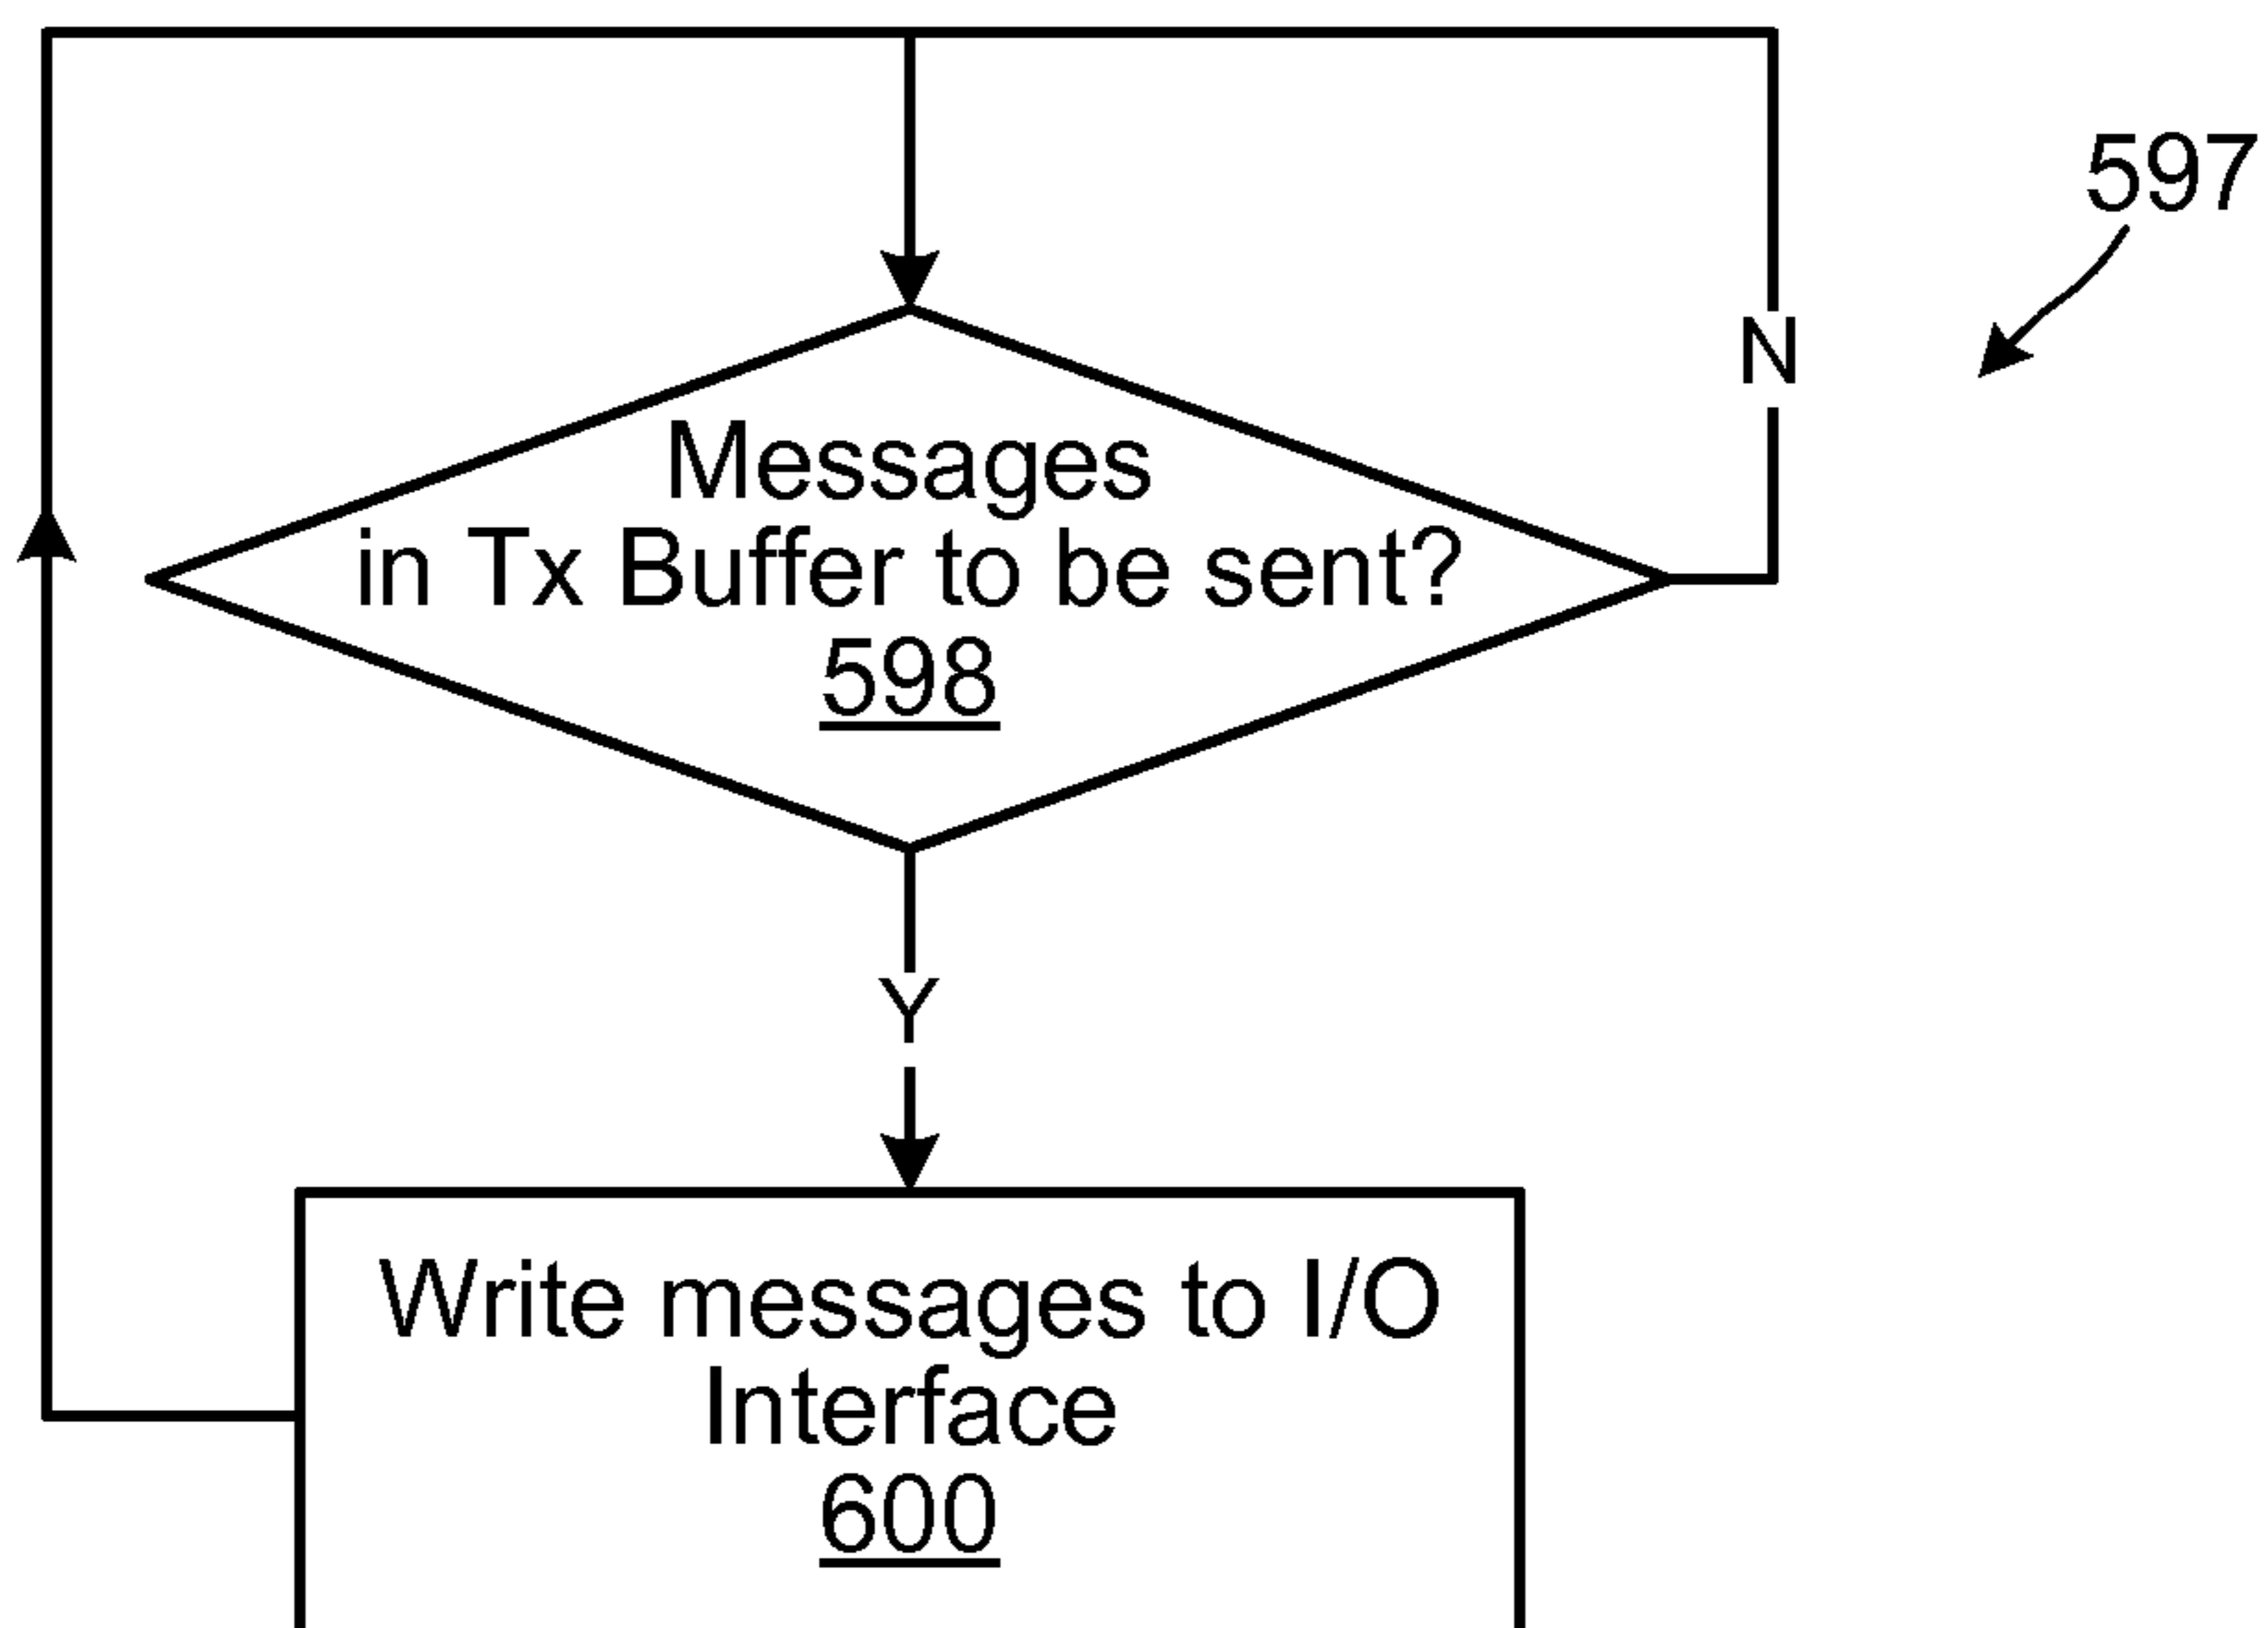 597
N
Messages
in Tx Buffer to be sent?
598
Y
Write messages to I/O
Interface
600